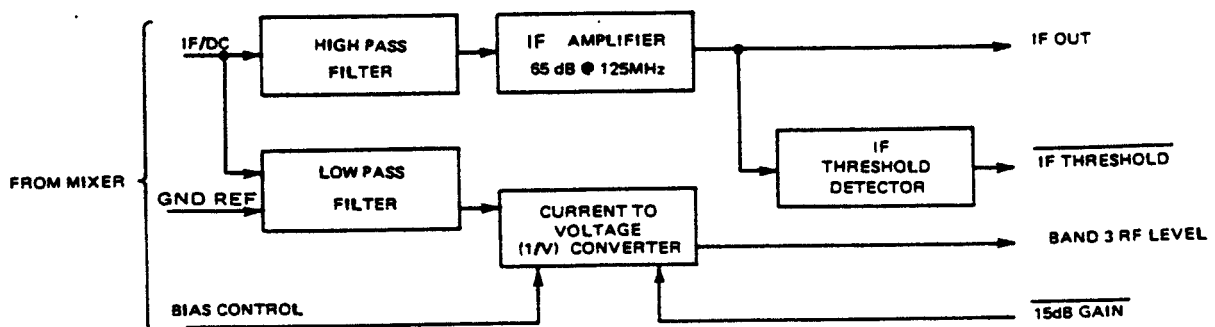 IF/DC
HIGH PASS
FILTER
IF AMPLIFIER
65 dB @ 125MHz
IF OUT
IF
THRESHOLD
DETECTOR
IF THRESHOLD
FROM MIXER
LOW PASS
FILTER
GND REF
CURRENT TO
VOLTAGE
(1/V) CONVERTER
BAND 3 RF LEVEL
BIAS CONTROL
15dB GAIN